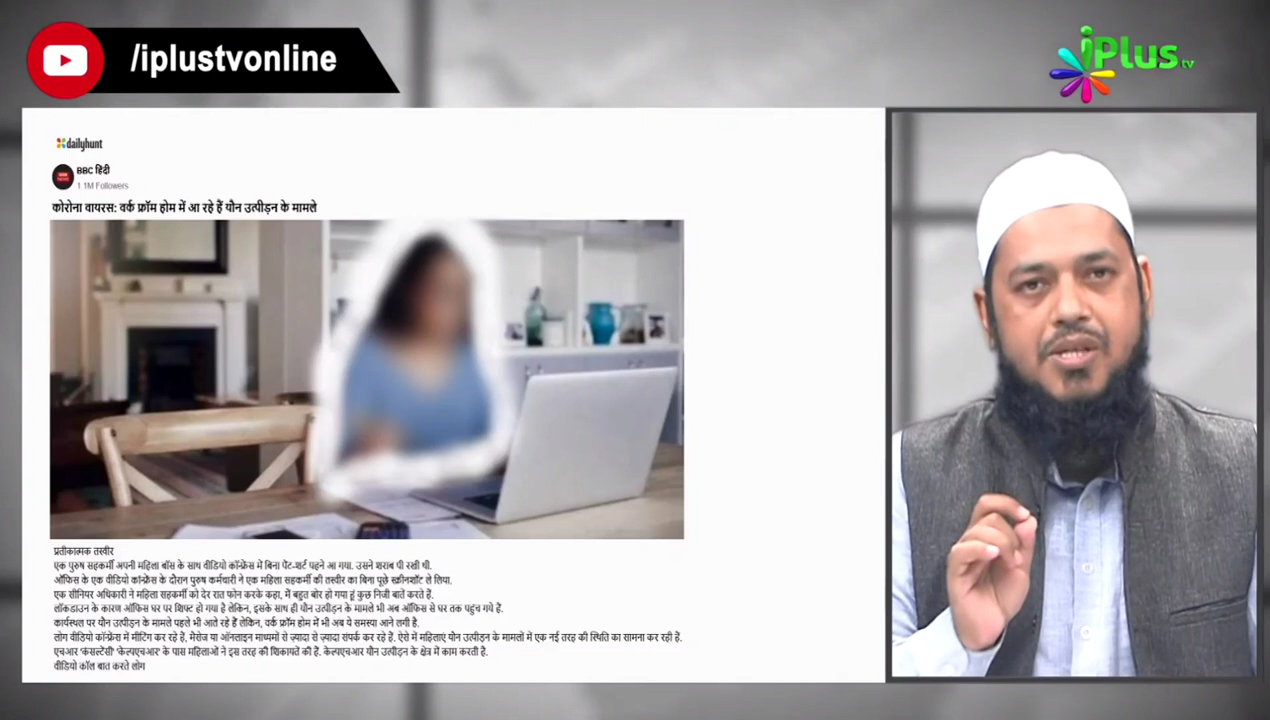 /iplustvonline
iPlus tv
dailyhunt
BBC हिंदी
1.1M Followers
कोरोना वायरस: वर्क फ्रॉम होम में आ रहे हैं यौन उत्पीड़न के मामले
प्रतीकात्मक तस्वीर
एक पुरुष सहकर्मी अपनी महिला बॉस के साथ वीडियो कॉन्फ्रेंस में बिना पैंट-शर्ट पहने आ गया. उसने शराब पी रखी थी.
ऑफिस के एक वीडियो कांफ्रेंस के दौरान पुरुष कर्मचारी ने एक महिला सहकर्मी की तस्वीर का बिना पूछे स्क्रीनशॉट ले लिया.
एक सीनियर अधिकारी ने महिला सहकर्मी को देर रात फोन करके कहा, मैं बहुत बोर हो गया हूं कुछ निजी बातें करते हैं.
लॉकडाउन के कारण ऑफिस घर पर शिफ्ट हो गया है लेकिन, इसके साथ ही यौन उत्पीड़न के मामले भी अब ऑफिस से घर तक पहुंच गये हैं.
कार्यस्थल पर यौन उत्पीड़न के मामले पहले भी आते रहे हैं लेकिन, वर्क फ्रॉम होम में भी अब ये समस्या आने लगी है.
लोग वीडियो कॉन्फ्रेंस में मीटिंग कर रहे हैं, मैसेज या ऑनलाइन माध्यमों से ज़्यादा से ज़्यादा संपर्क कर रहे हैं. ऐसे में महिलाएं यौन उत्पीड़न के मामलों में एक नई तरह की स्थिति का सामना कर रही हैं.
एचआर 'कंसल्टेंसी' 'केल्पएचआर' के पास महिलाओं ने इस तरह की शिकायतें की हैं. केल्पएचआर यौन उत्पीड़न के क्षेत्र में काम करती है.
वीडियो कॉल बात करते लोग